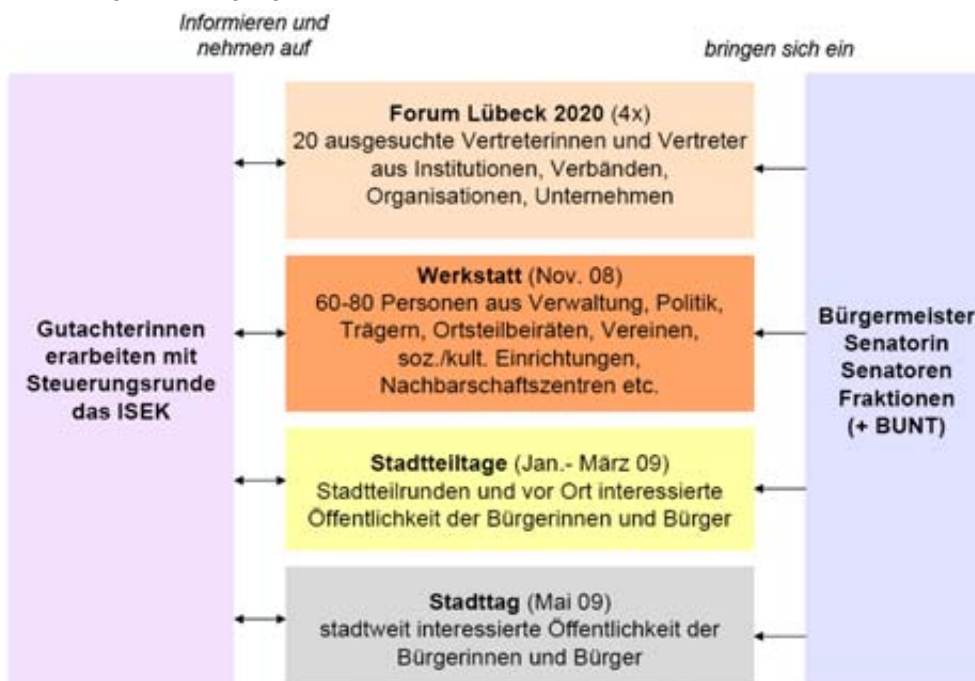 Informieren und
nehmen auf
bringen sich ein
Gutachterinnen
erarbeiten mit
Steuerungsrunde
das ISEK
Forum Lübeck 2020 (4x)
20 ausgesuchte Vertreterinnen und Vertreter
aus Institutionen, Verbänden,
Organisationen, Unternehmen
Werkstatt (Nov. 08)
60-80 Personen aus Verwaltung, Politik,
Trägern, Ortsteilbeiräten, Vereinen,
soz./kult. Einrichtungen,
Nachbarschaftszentren etc.
Stadtteiltage (Jan.- März 09)
Stadtteilrunden und vor Ort interessierte
Öffentlichkeit der Bürgerinnen und Bürger
Stadttag (Mai 09)
stadtweit interessierte Öffentlichkeit der
Bürgerinnen und Bürger
Bürgermeister
Senatorin
Senatoren
Fraktionen
(+ BUNT)